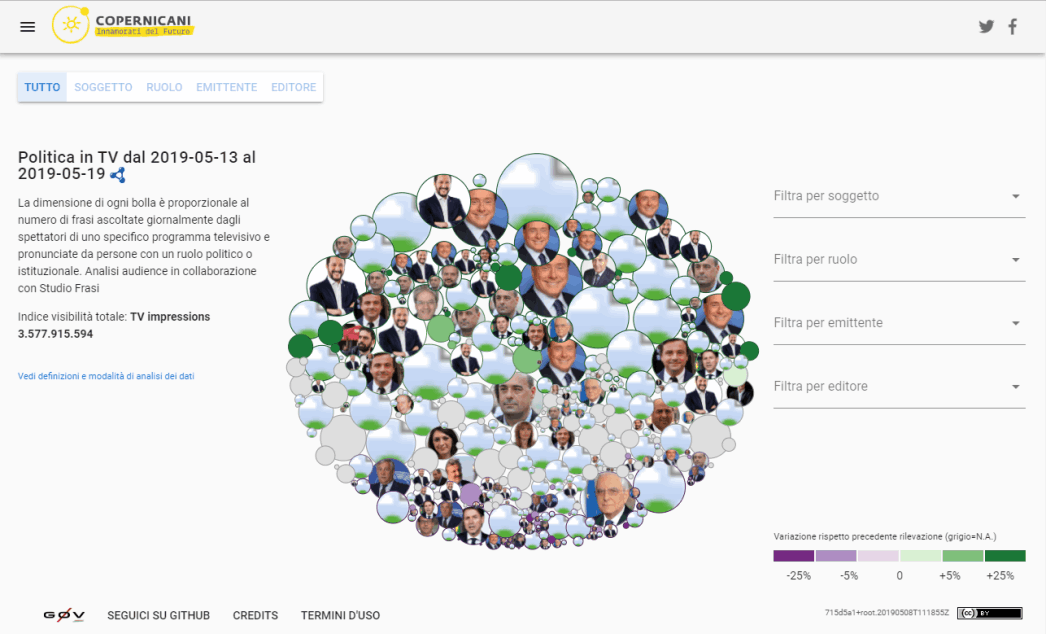 COPERNICANI
Innamorati del Futuro
TUTTO SOGGETTO RUOLO EMITTENTE EDITORE
Politica in TV dal 2019-05-13 al
2019-05-19
La dimensione di ogni bolla è proporzionale al
numero di frasi ascoltate giornalmente dagli
spettatori di uno specifico programma televisivo e
pronunciate da persone con un ruolo politico o
istituzionale. Analisi audience in collaborazione
con Studio Frasi
Indice visibilità totale: TV impressions
3.577.915.594
Vedi definizioni e modalità di analisi dei dati
Filtra per soggetto
Filtra per ruolo
Filtra per emittente
Filtra per editore
Variazione rispetto precedente rilevazione (grigio=N.A.)
-25% -5% 0 +5% +25%
GØV SEGUICI SU GITHUB CREDITS TERMINI D'USO
715d5a1+root.20190508T111855Z cc BY